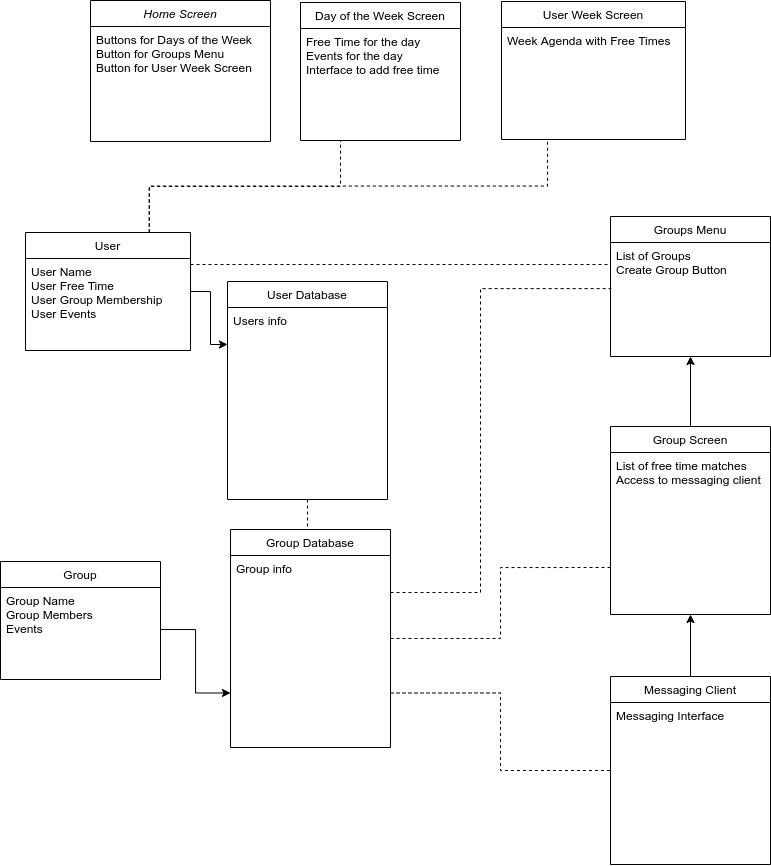 Home Screen
Buttons for Days of the Week
Button for Groups Menu
Button for User Week Screen
Day of the Week Screen
Free Time for the day
Events for the day
Interface to add free time
User Week Screen
Week Agenda with Free Times
User
User Name
User Free Time
User Group Membership
User Events
User Database
Users info
Groups Menu
List of Groups
Create Group Button
Group Screen
List of free time matches
Access to messaging client
Group Database
Group info
Group
Group Name
Group Members
Events
Messaging Client
Messaging Interface